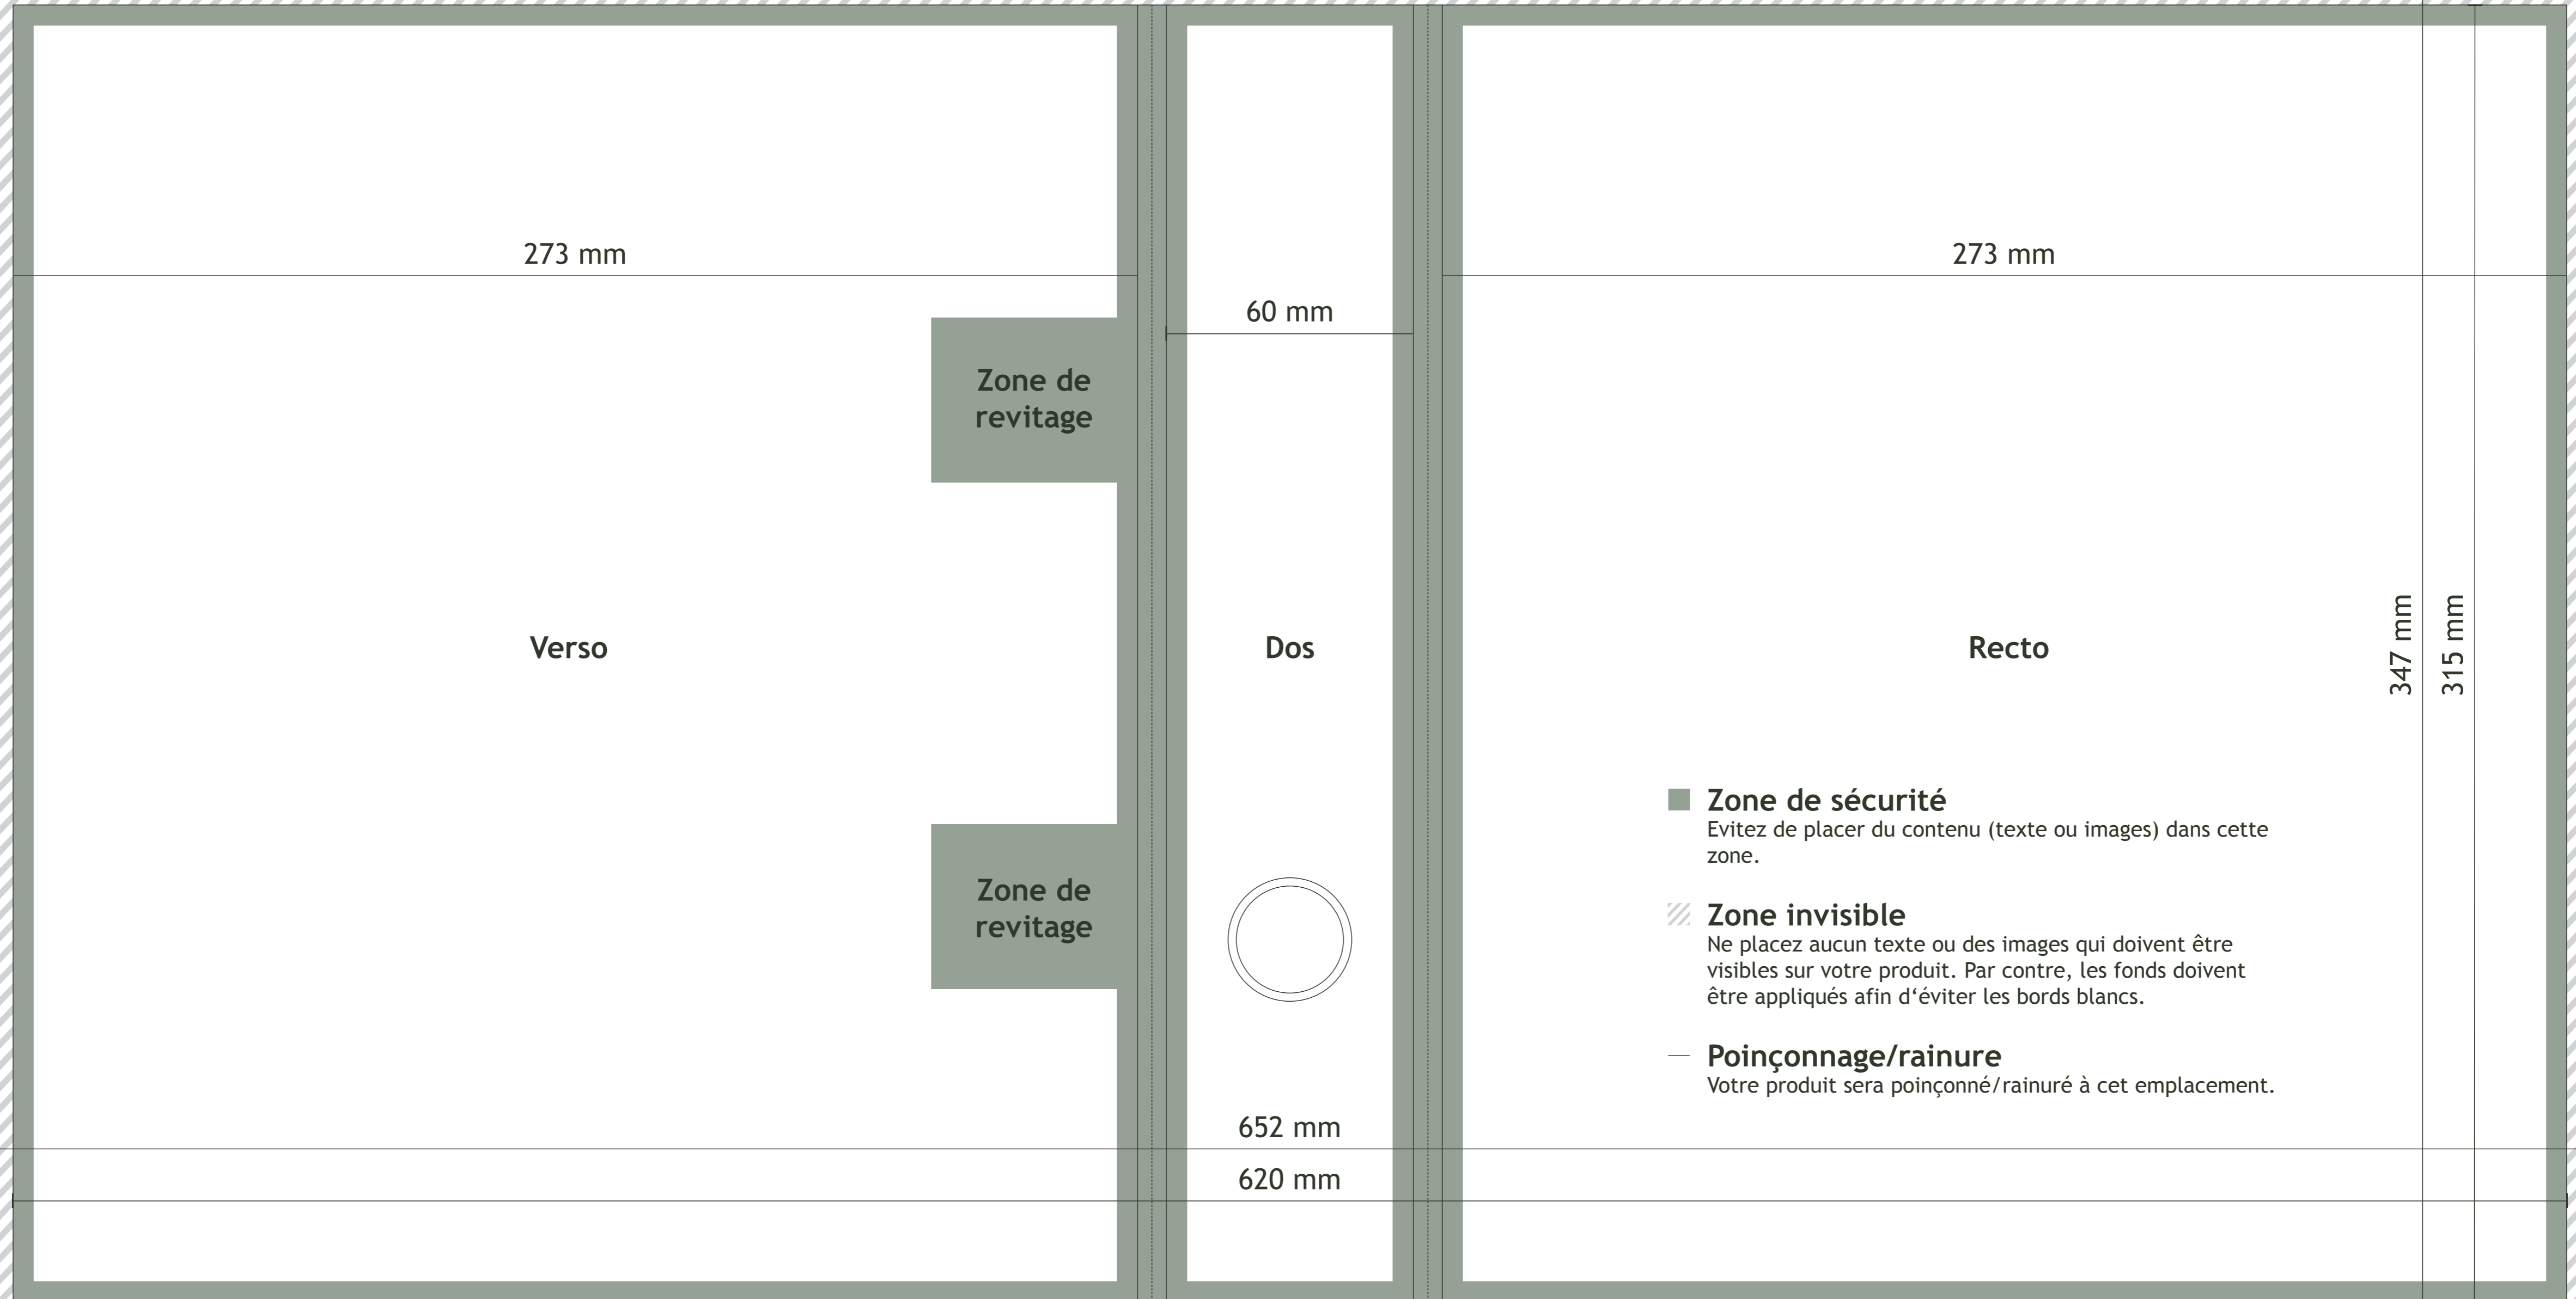 273 mm
273 mm
60 mm
Zone de
revitage
Verso
Dos
Recto
347 mm
315 mm
Zone de sécurité
Evitez de placer du contenu (texte ou images) dans cette
zone.
Zone de
revitage
Zone invisible
Ne placez aucun texte ou des images qui doivent être
visibles sur votre produit. Par contre, les fonds doivent
être appliqués afin d‘éviter les bords blancs.
Poinçonnage/rainure
Votre produit sera poinçonné/rainuré à cet emplacement.
652 mm
620 mm